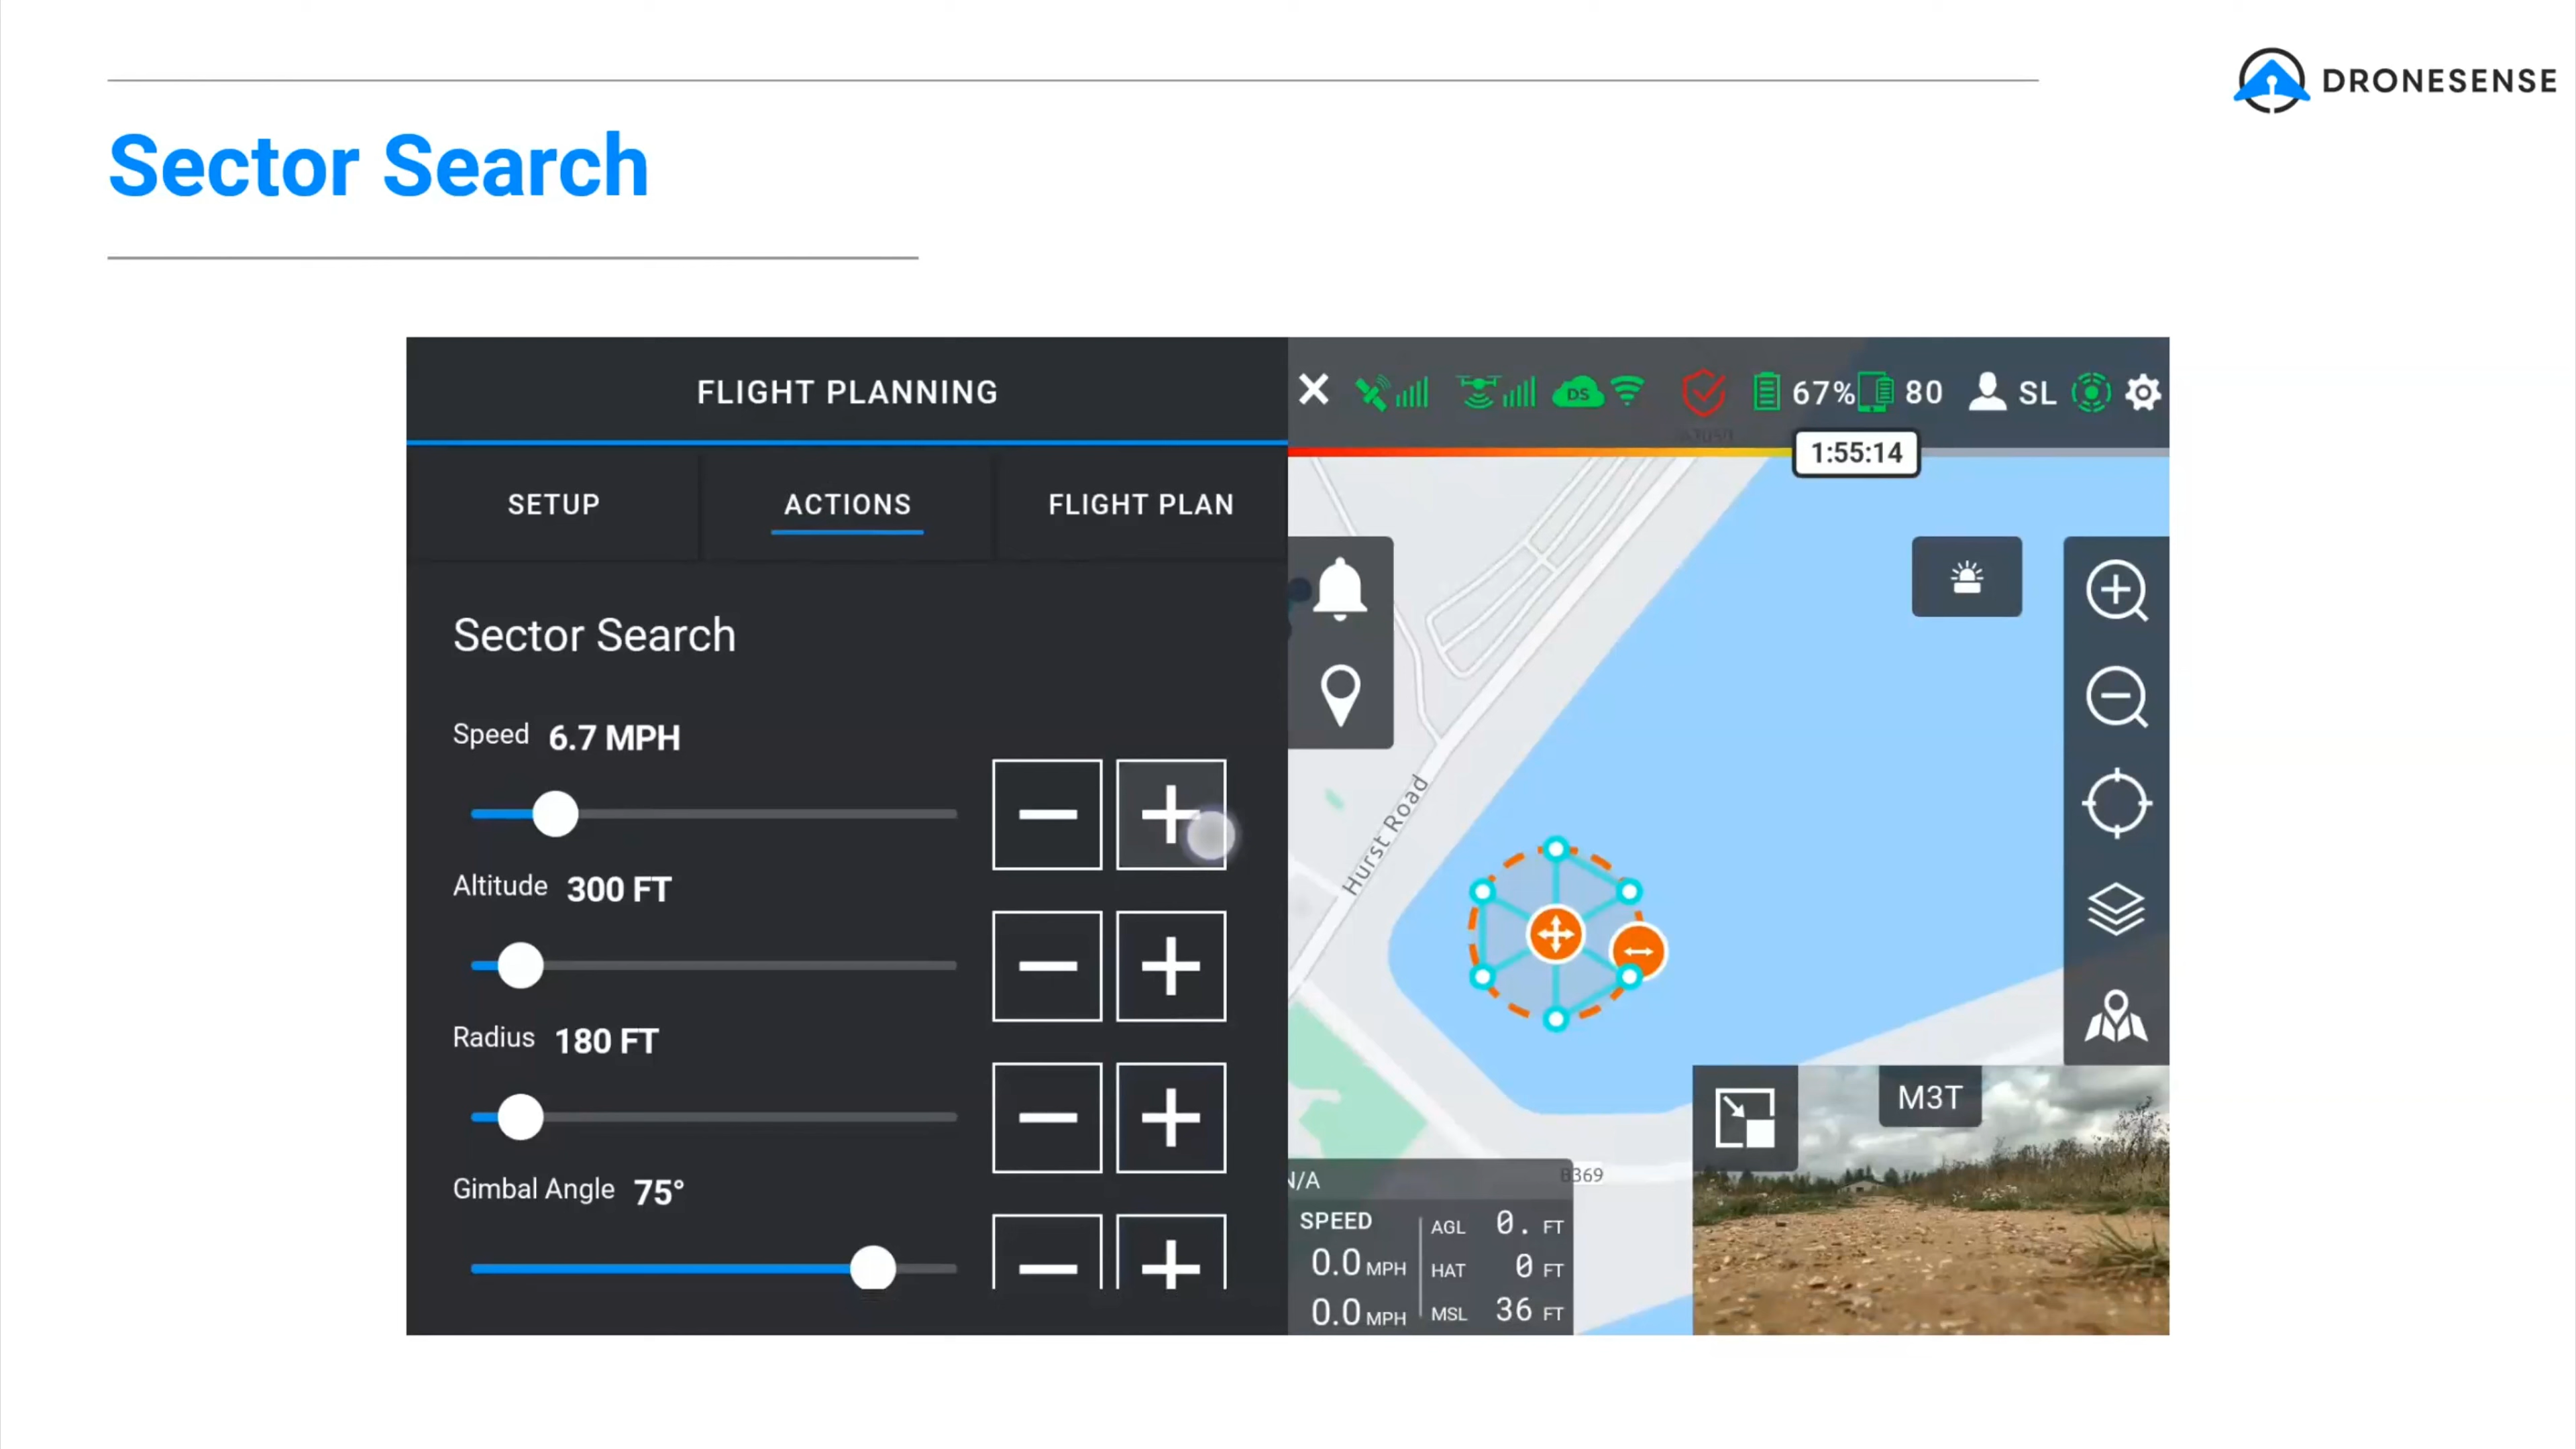 DRONESENSE
Sector Search
FLIGHT PLANNING
SETUP
ACTIONS
FLIGHT PLAN
Sector Search
Speed 6.7 MPH
Altitude 300 FT
Radius 180 FT
Gimbal Angle 75°
DS
67%
80
SL
1:55:14
Hurst Road
B369
M3T
N/A
SPEED
0.0 MPH
0.0 MPH
AGL 0. FT
HAT 0 FT
MSL 36 FT